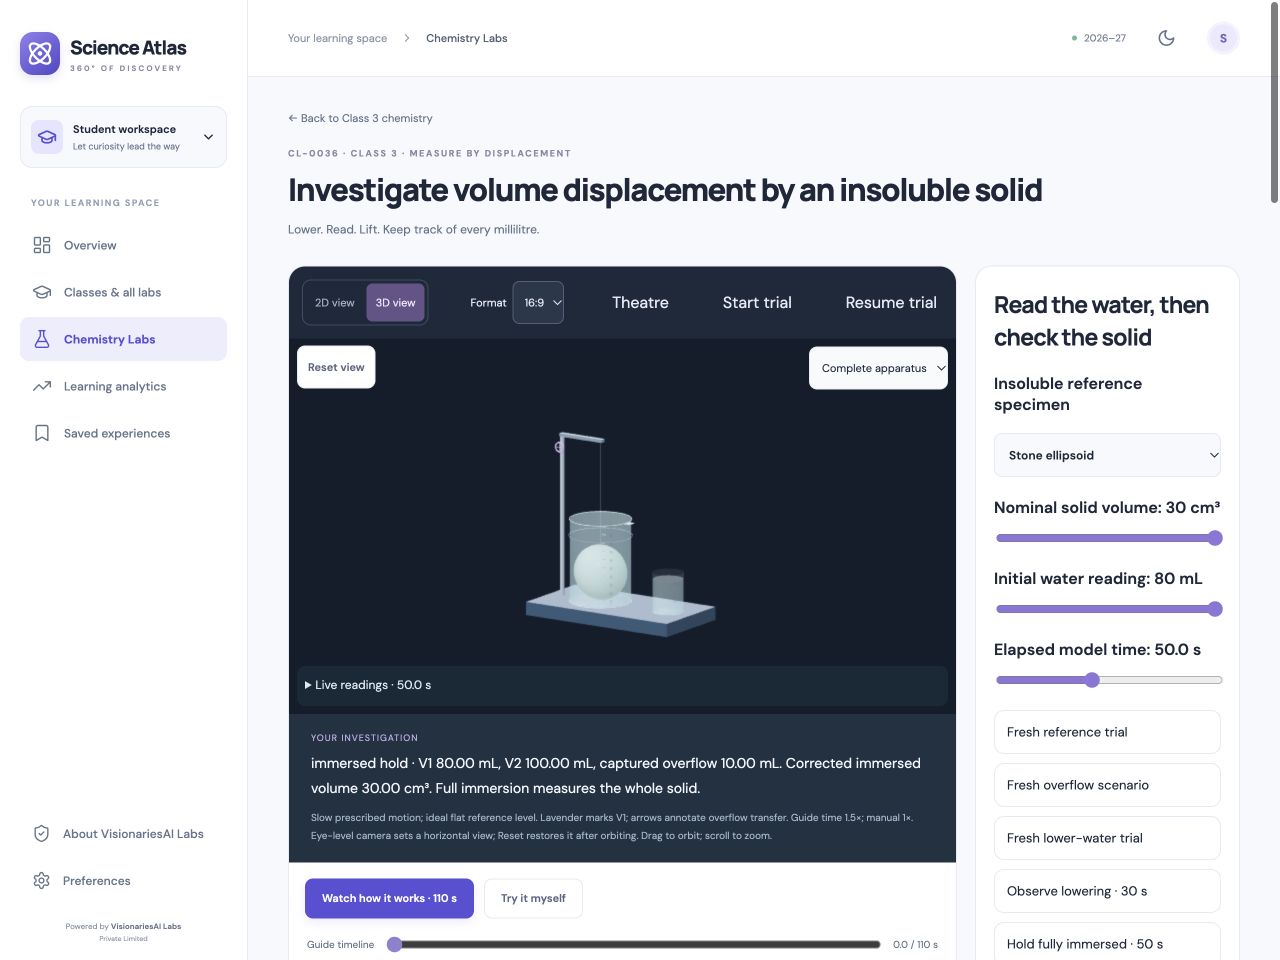 Science Atlas
360° OF DISCOVERY
Student workspace
Let curiosity lead the way
YOUR LEARNING SPACE
Overview
Classes & all labs
Chemistry Labs
Learning analytics
Saved experiences
About VisionariesAI Labs
Preferences
Powered by VisionariesAI Labs
Private Limited
Your learning space > Chemistry Labs
2026–27
S
← Back to Class 3 chemistry
CL-0036 · CLASS 3 · MEASURE BY DISPLACEMENT
Investigate volume displacement by an insoluble solid
Lower. Read. Lift. Keep track of every millilitre.
2D view
3D view
Format
16:9
Theatre
Start trial
Resume trial
Reset view
Complete apparatus
Live readings · 50.0 s
YOUR INVESTIGATION
immersed hold · V1 80.00 mL, V2 100.00 mL, captured overflow 10.00 mL. Corrected immersed
volume 30.00 cm³. Full immersion measures the whole solid.
Slow prescribed motion; ideal flat reference level. Lavender marks V1; arrows annotate overflow transfer. Guide time 1.5×; manual 1×.
Eye-level camera sets a horizontal view; Reset restores it after orbiting. Drag to orbit; scroll to zoom.
Watch how it works · 110 s
Try it myself
Guide timeline
0.0 / 110 s
Read the water, then
check the solid
Insoluble reference
specimen
Stone ellipsoid
Nominal solid volume: 30 cm³
Initial water reading: 80 mL
Elapsed model time: 50.0 s
Fresh reference trial
Fresh overflow scenario
Fresh lower-water trial
Observe lowering · 30 s
Hold fully immersed · 50 s